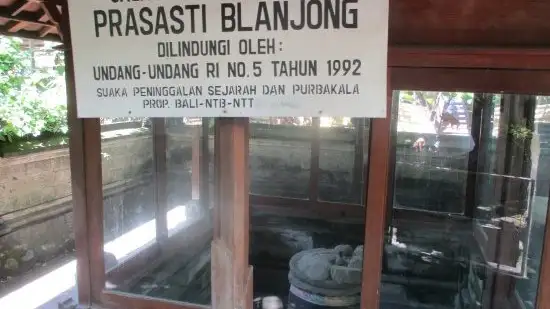 PRASASTI BLANJONG
DILINDUNGI OLEH:
UNDANG-UNDANG RI NO.5 TAHUN 1992
SUAKA PENINGGALAN SEJARAH DAN PURBAKALA
PROP. BALI-NTB-NTT